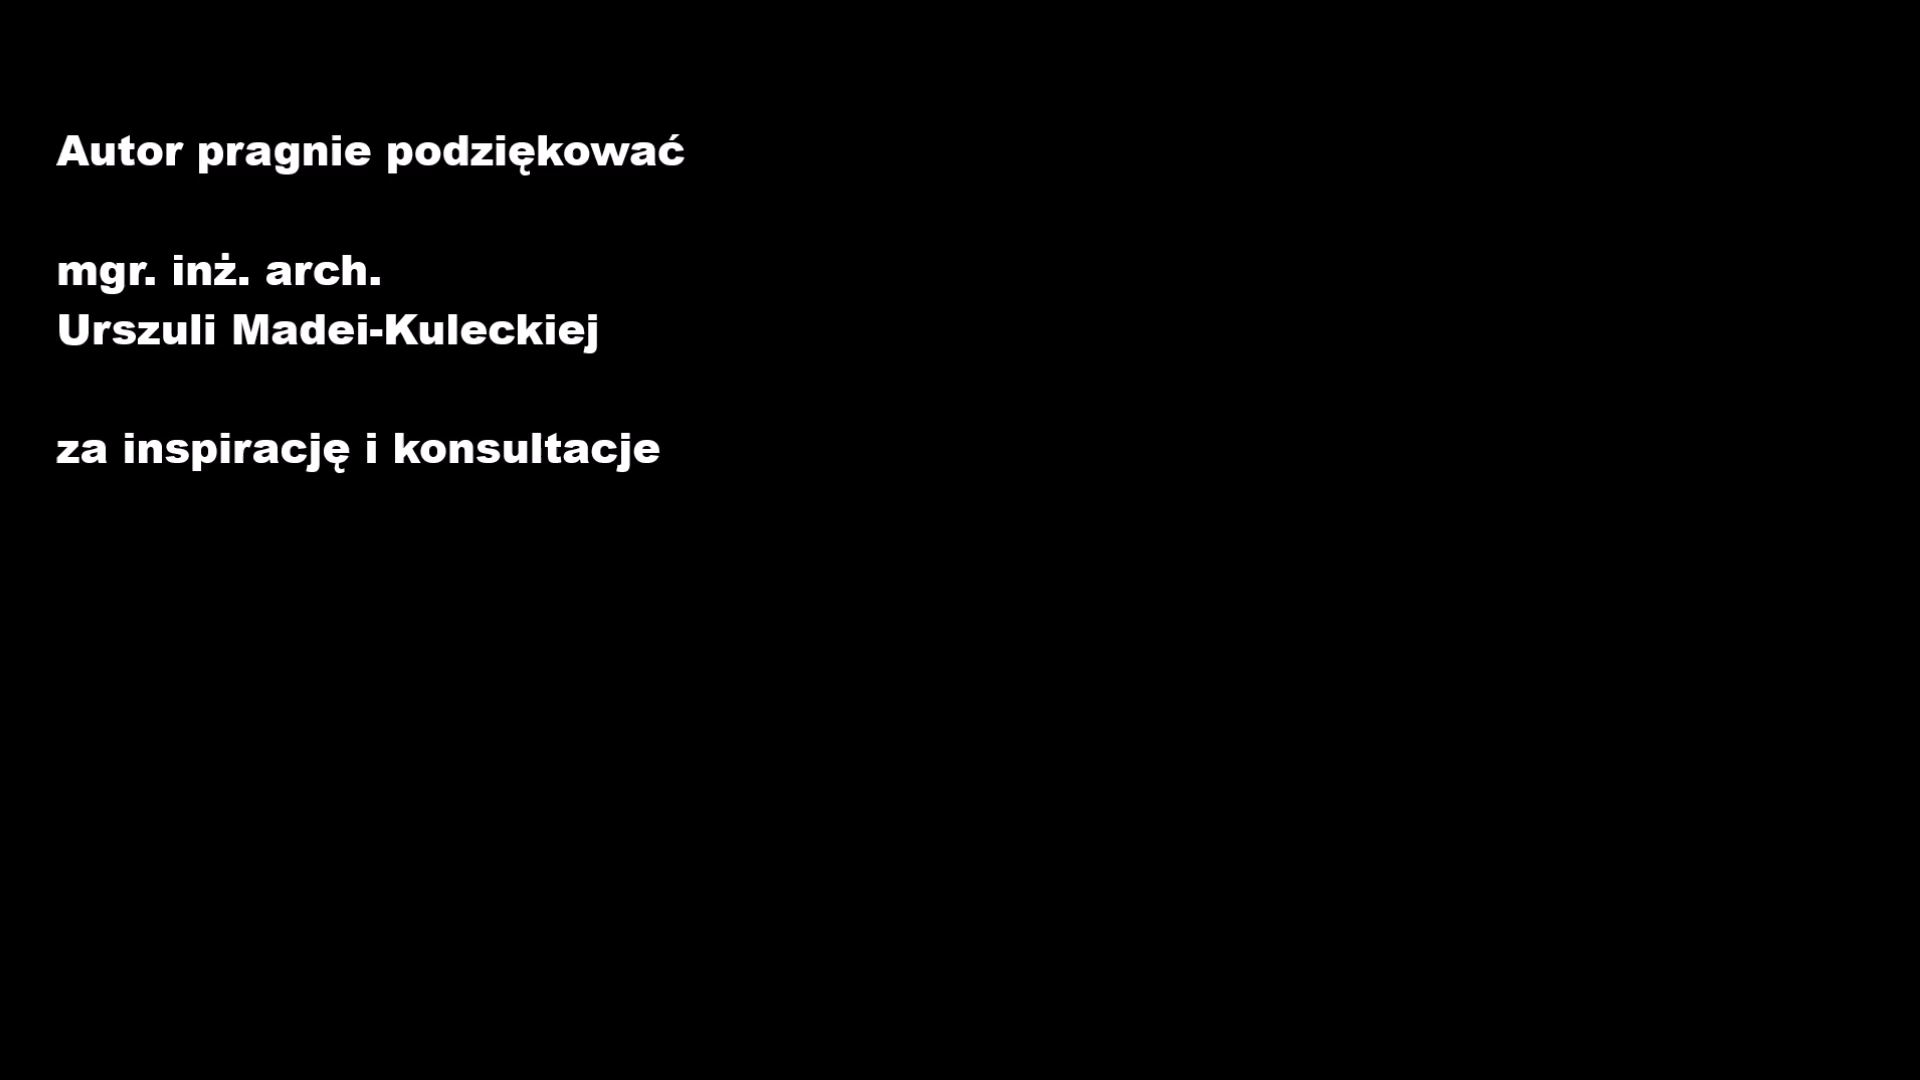 Autor pragnie podziękować
mgr. inż. arch.
Urszuli Madei-Kuleckiej
za inspirację i konsultacje